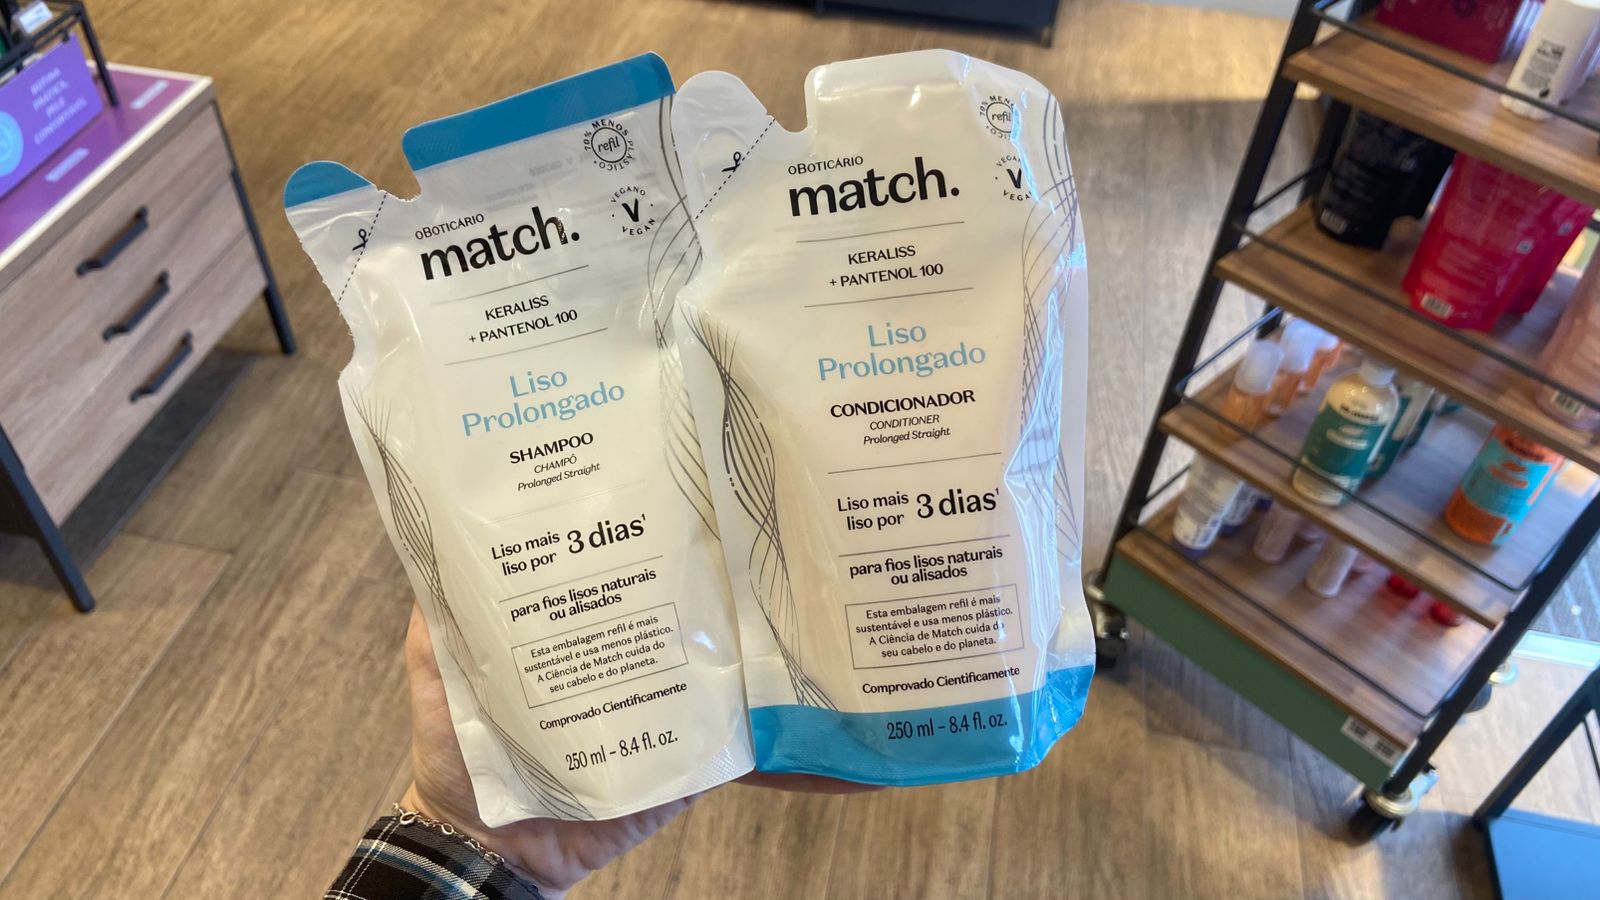 ROTINA
PRÁTICA,
PELE
CONFORTÁVEL
70% MENOS PLÁSTICO
refil
VEGANO
V
VEGAN
oBOTICÁRIO
match.
KERALISS
+ PANTENOL 100
Liso
Prolongado
SHAMPOO
CHAMPÔ
Prolonged Straight
Liso mais
liso por 3 dias¹
para fios lisos naturais
ou alisados
Esta embalagem refil é mais
sustentável e usa menos plástico.
A Ciência de Match cuida do
seu cabelo e do planeta.
Comprovado Cientificamente
250 ml – 8.4 fl. oz.
70% MENOS
refil
V
oBOTICÁRIO
match.
KERALISS
+ PANTENOL 100
Liso
Prolongado
CONDICIONADOR
CONDITIONER
Prolonged Straight
Liso mais
liso por 3 dias¹
para fios lisos naturais
ou alisados
Esta embalagem refil é mais
sustentável e usa menos plástico.
A Ciência de Match cuida do
seu cabelo e do planeta.
Comprovado Cientificamente
250 ml – 8.4 fl. oz.